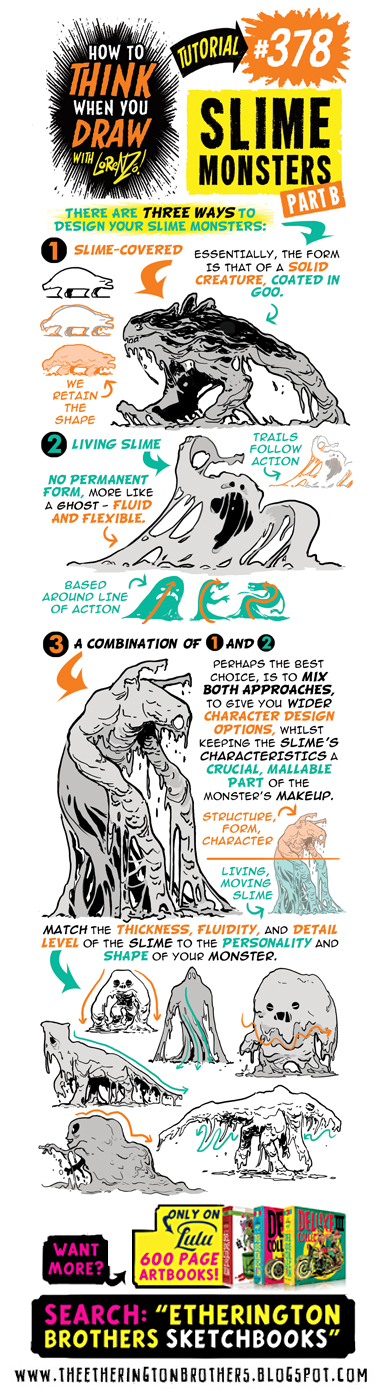 HOW TO
THINK
WHEN YOU
DRAW
WITH LORENZO!
TUTORIAL
#378
SLIME
MONSTERS
PART B
THERE ARE THREE WAYS TO
DESIGN YOUR SLIME MONSTERS:
1 SLIME-COVERED
ESSENTIALLY, THE FORM
IS THAT OF A SOLID
CREATURE, COATED IN
GOO.
WE
RETAIN
THE
SHAPE
2 LIVING SLIME
TRAILS
FOLLOW
ACTION
NO PERMANENT
FORM, MORE LIKE
A GHOST - FLUID
AND FLEXIBLE.
BASED
AROUND LINE
OF ACTION
3 A COMBINATION OF 1 AND 2
PERHAPS THE BEST
CHOICE, IS TO MIX
BOTH APPROACHES,
TO GIVE YOU WIDER
CHARACTER DESIGN
OPTIONS, WHILST
KEEPING THE SLIME'S
CHARACTERISTICS A
CRUCIAL, MALLABLE
PART OF THE
MONSTER'S MAKEUP.
STRUCTURE,
FORM,
CHARACTER
LIVING,
MOVING
SLIME
MATCH THE THICKNESS, FLUIDITY, AND DETAIL
LEVEL OF THE SLIME TO THE PERSONALITY AND
SHAPE OF YOUR MONSTER.
WANT
MORE?
ONLY ON
Lulu
600 PAGE
ARTBOOKS!
DELUXE
III
SEARCH: "ETHERINGTON
BROTHERS SKETCHBOOKS"
WWW.THEETHERINGTONBROTHERS.BLOGSPOT.COM